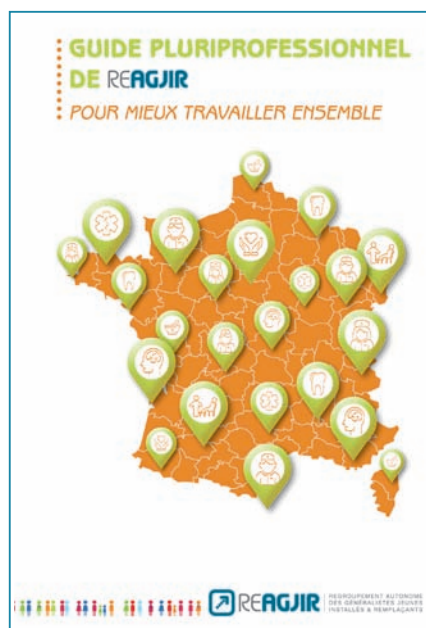 GUIDE PLURIPROFESSIONNEL
DE REAGJIR
POUR MIEUX TRAVAILLER ENSEMBLE
REAGJIR
REGROUPEMENT AUTONOME
DES GÉNÉRALISTES JEUNES
INSTALLÉS & REMPLAÇANTS